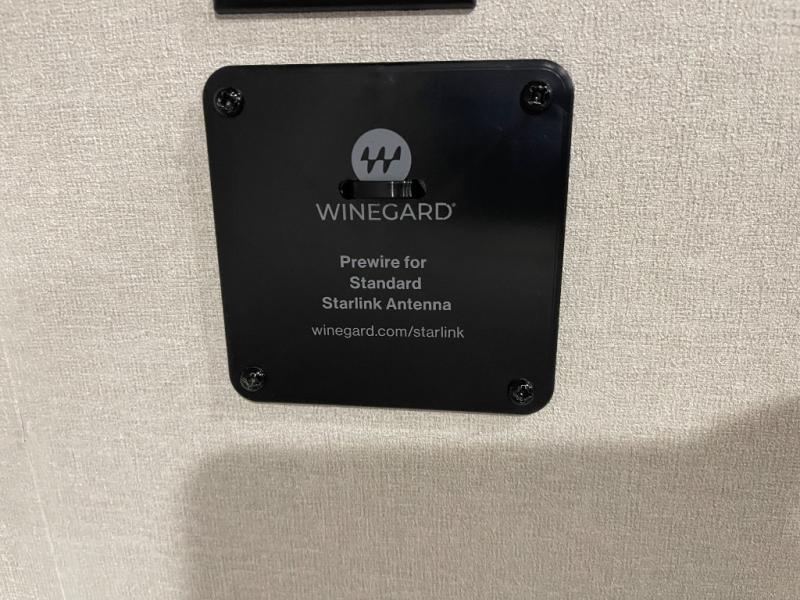 W
WINEGARD®
Prewire for
Standard
Starlink Antenna
winegard.com/starlink